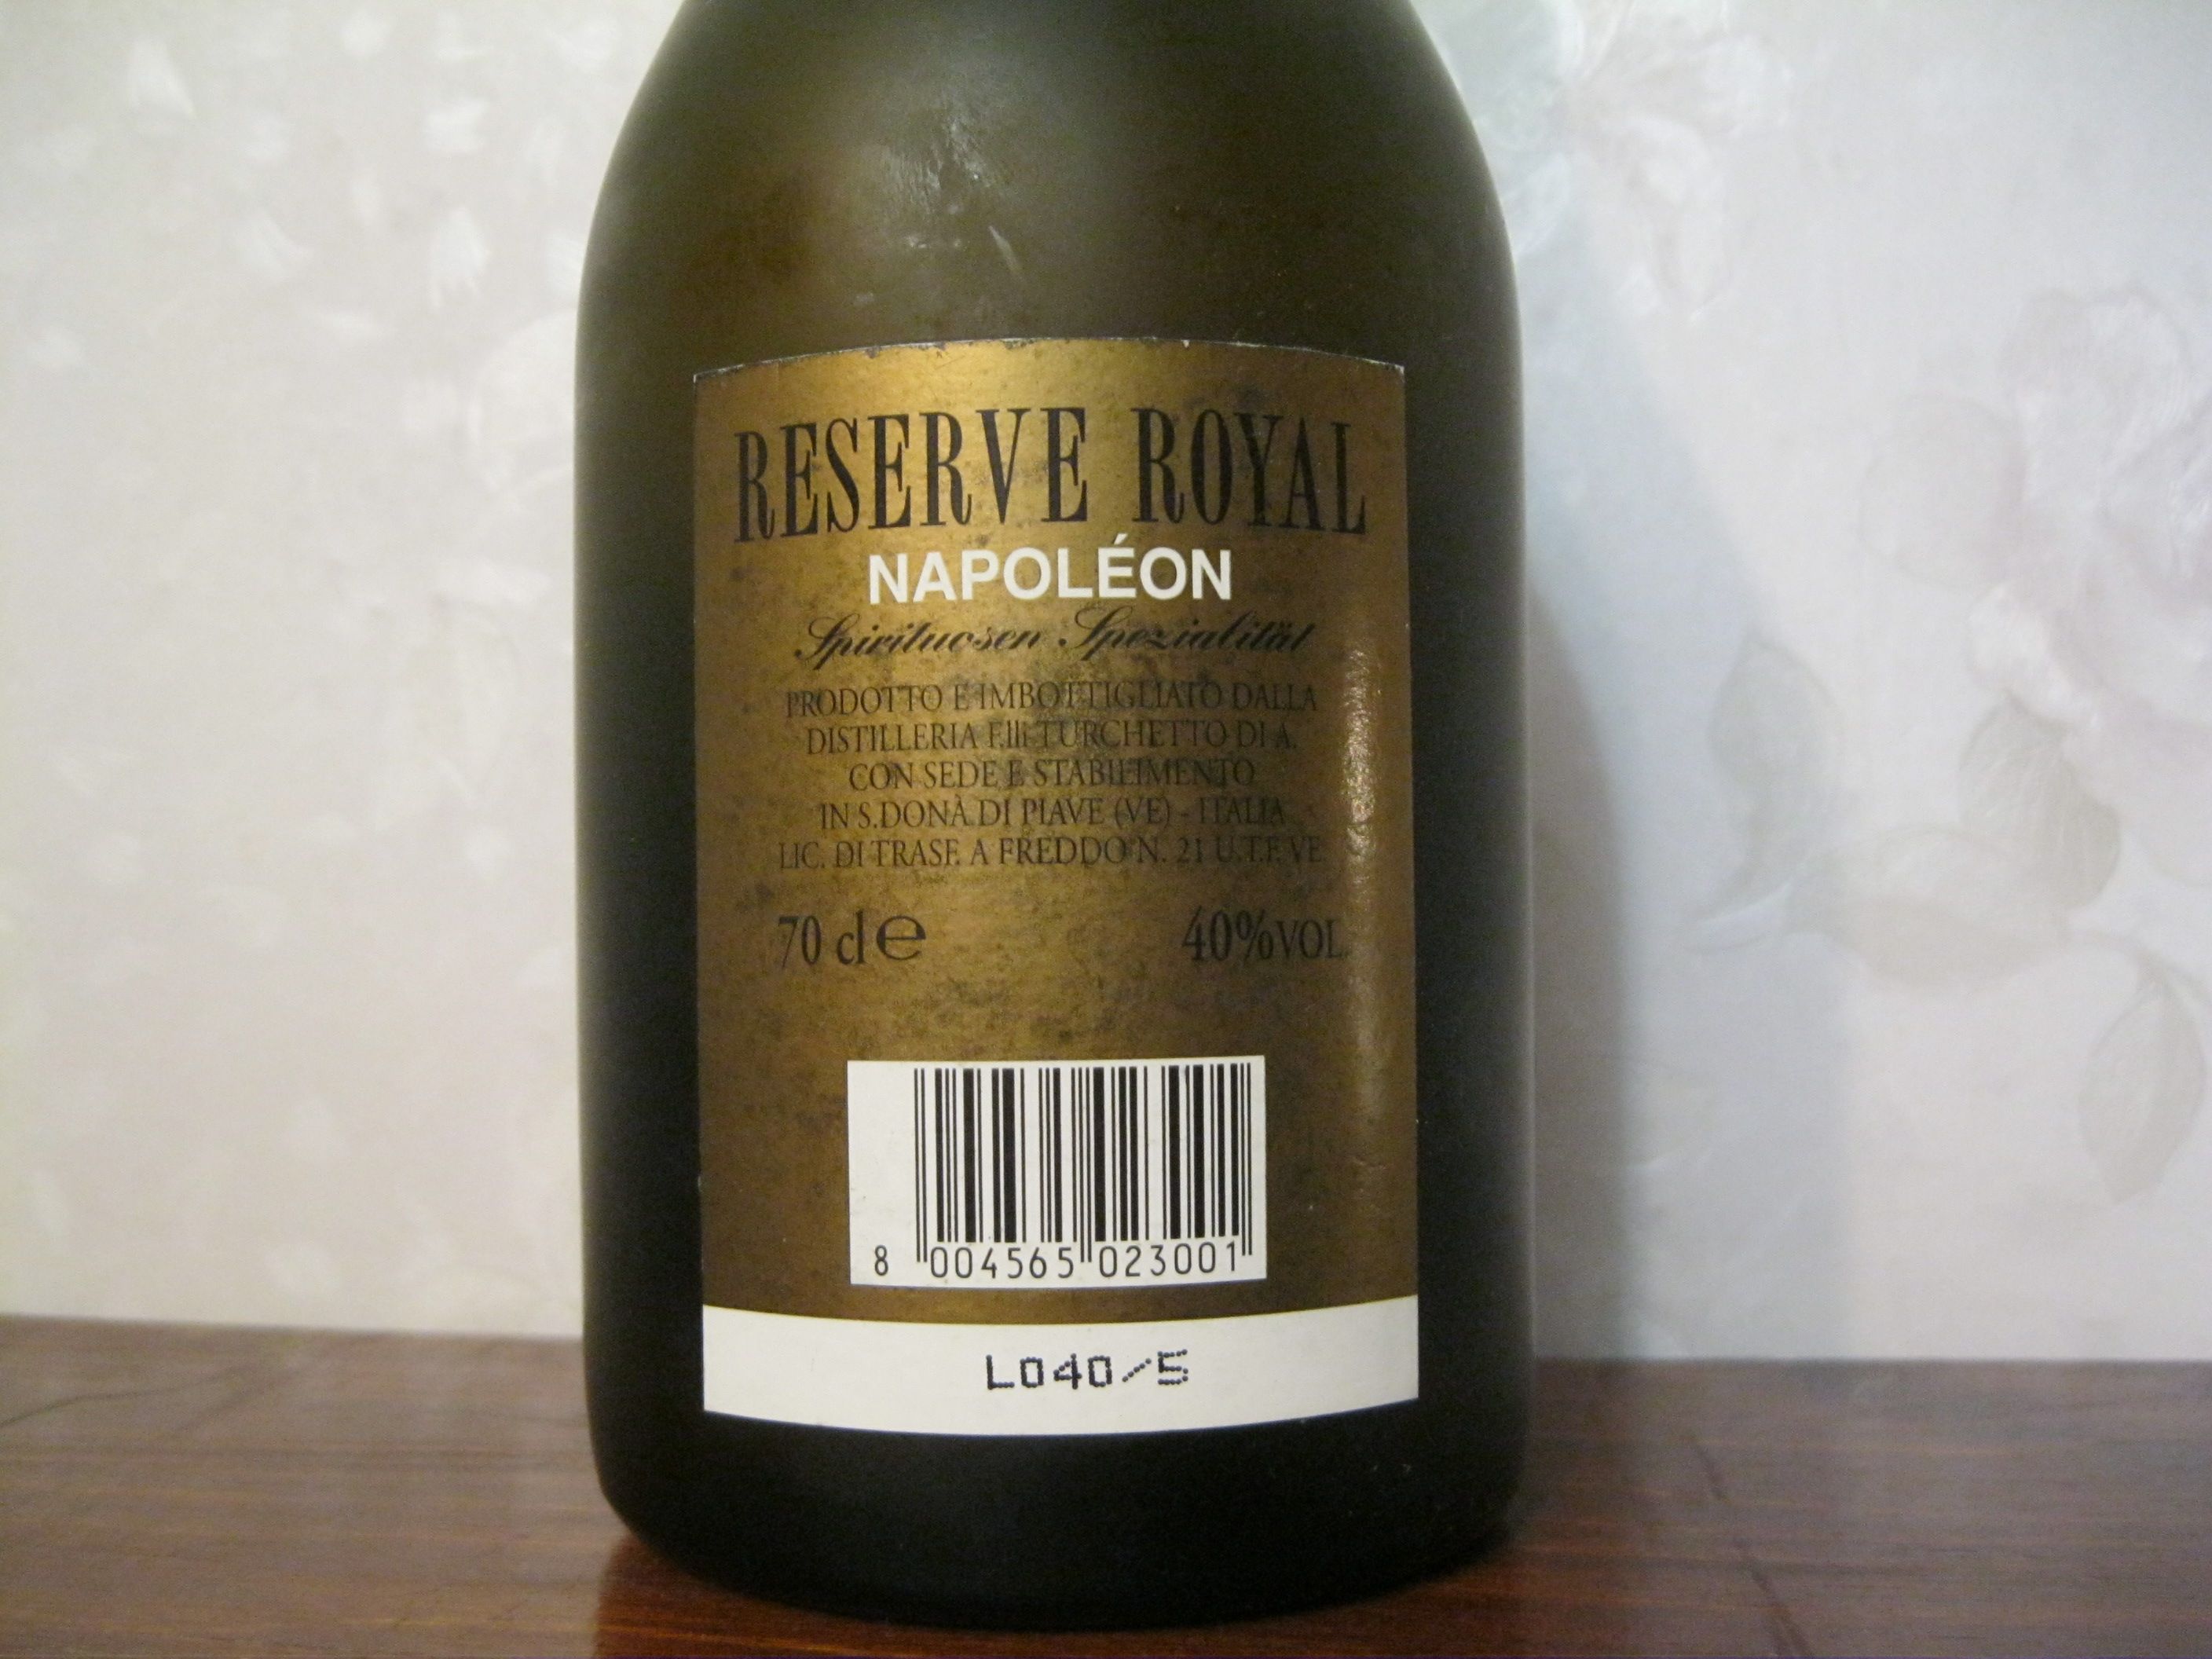 RESERVE ROYAL
NAPOLÉON
Spirituosen Spezialität
PRODOTTO E IMBOTTIGLIATO DALLA
DISTILLERIA F.lli TURCHETTO DI A.
CON SEDE E STABILIMENTO
IN S.DONÀ DI PIAVE (VE) - ITALIA
LIC. DI TRASF. A FREDDO N. 21 U.T.F. VE
70 cl e 40% VOL.
8 004565 023001
L040/5